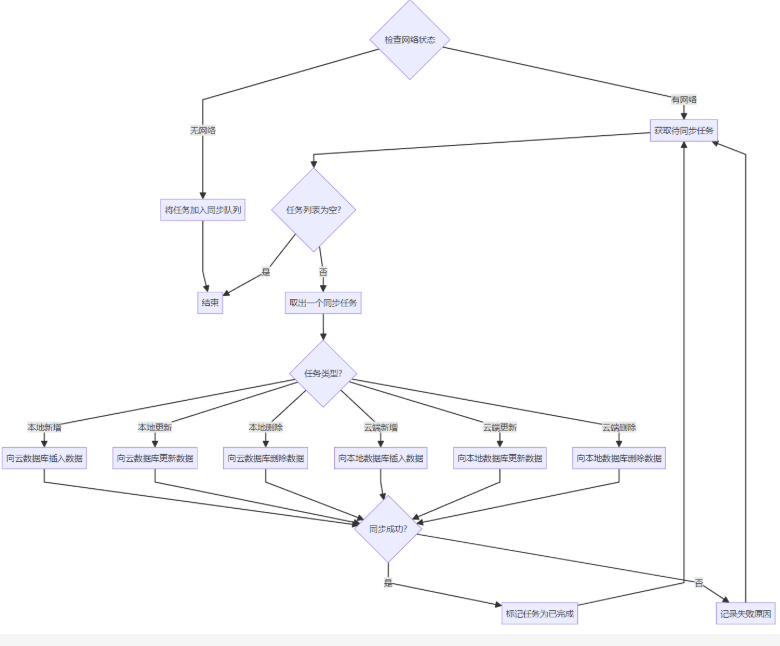 检查网络状态
有网络
无网络
获取待同步任务
将任务加入同步队列
任务列表为空?
是
否
结束
取出一个同步任务
任务类型?
本地新增
本地更新
本地删除
云端新增
云端更新
云端删除
向云数据库插入数据
向云数据库更新数据
向云数据库删除数据
向本地数据库插入数据
向本地数据库更新数据
向本地数据库删除数据
同步成功?
是
否
标记任务为已完成
记录失败原因